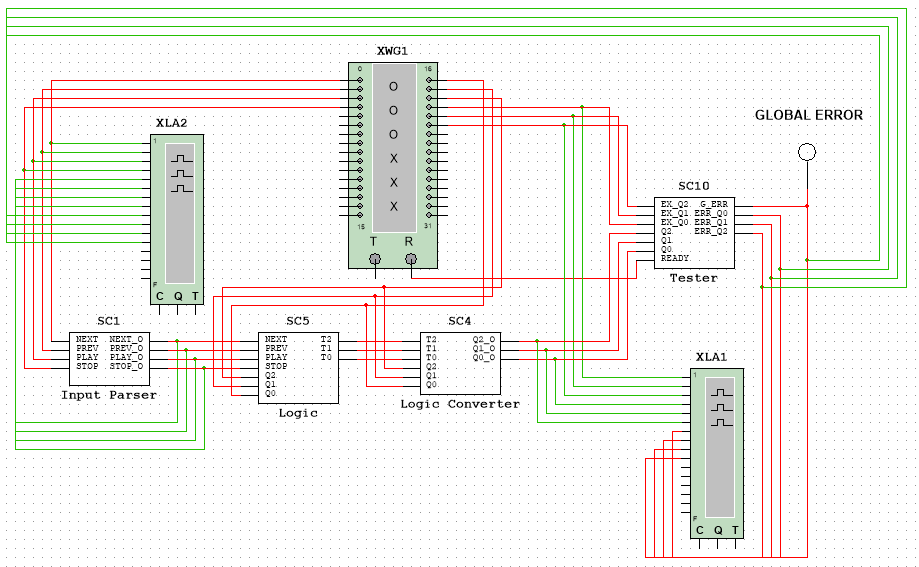 XWG1
0 16
O
O
O
X
X
X
15 31
T R
GLOBAL ERROR
XLA2
1
F
C Q T
SC10
EX_Q2 G_ERR
EX_Q1 ERR_Q0
EX_Q0 ERR_Q1
Q2 ERR_Q2
Q1
Q0
READY
Tester
SC1
NEXT NEXT_O
PREV PREV_O
PLAY PLAY_O
STOP STOP_O
Input Parser
SC5
NEXT T2
PREV T1
PLAY T0
STOP
Q2
Q1
Q0
Logic
SC4
T2 Q2_O
T1 Q1_O
T0 Q0_O
Q2
Q1
Q0
Logic Converter
XLA1
1
F
C Q T